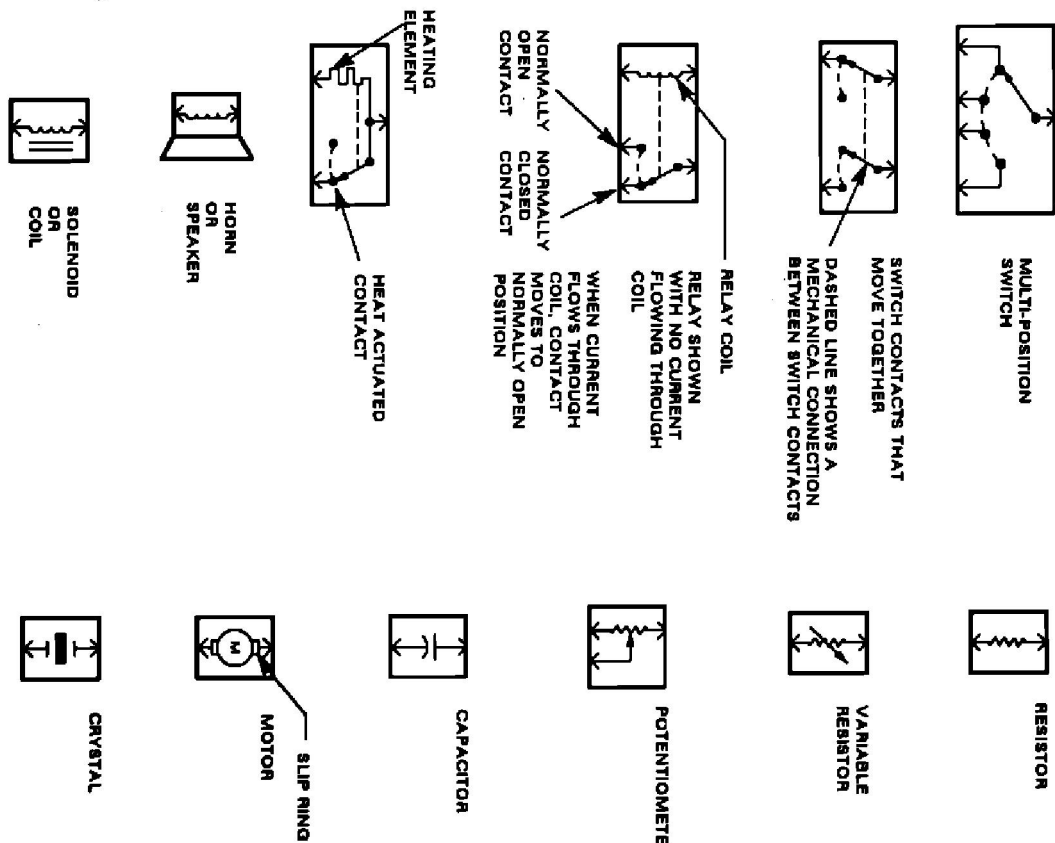 MULTI-POSITION
SWITCH
SWITCH CONTACTS THAT
MOVE TOGETHER
DASHED LINE SHOWS A
MECHANICAL CONNECTION
BETWEEN SWITCH CONTACTS
RELAY COIL
RELAY SHOWN
WITH NO CURRENT
FLOWING THROUGH
COIL
NORMALLY
OPEN
CONTACT
NORMALLY
CLOSED
CONTACT
WHEN CURRENT
FLOWS THROUGH
COIL, CONTACT
MOVES TO
NORMALLY OPEN
POSITION
HEATING
ELEMENT
HEAT ACTUATED
CONTACT
HORN
OR
SPEAKER
SOLENOID
OR
COIL
RESISTOR
VARIABLE
RESISTOR
POTENTIOMETE
CAPACITOR
SLIP RING
M
MOTOR
CRYSTAL